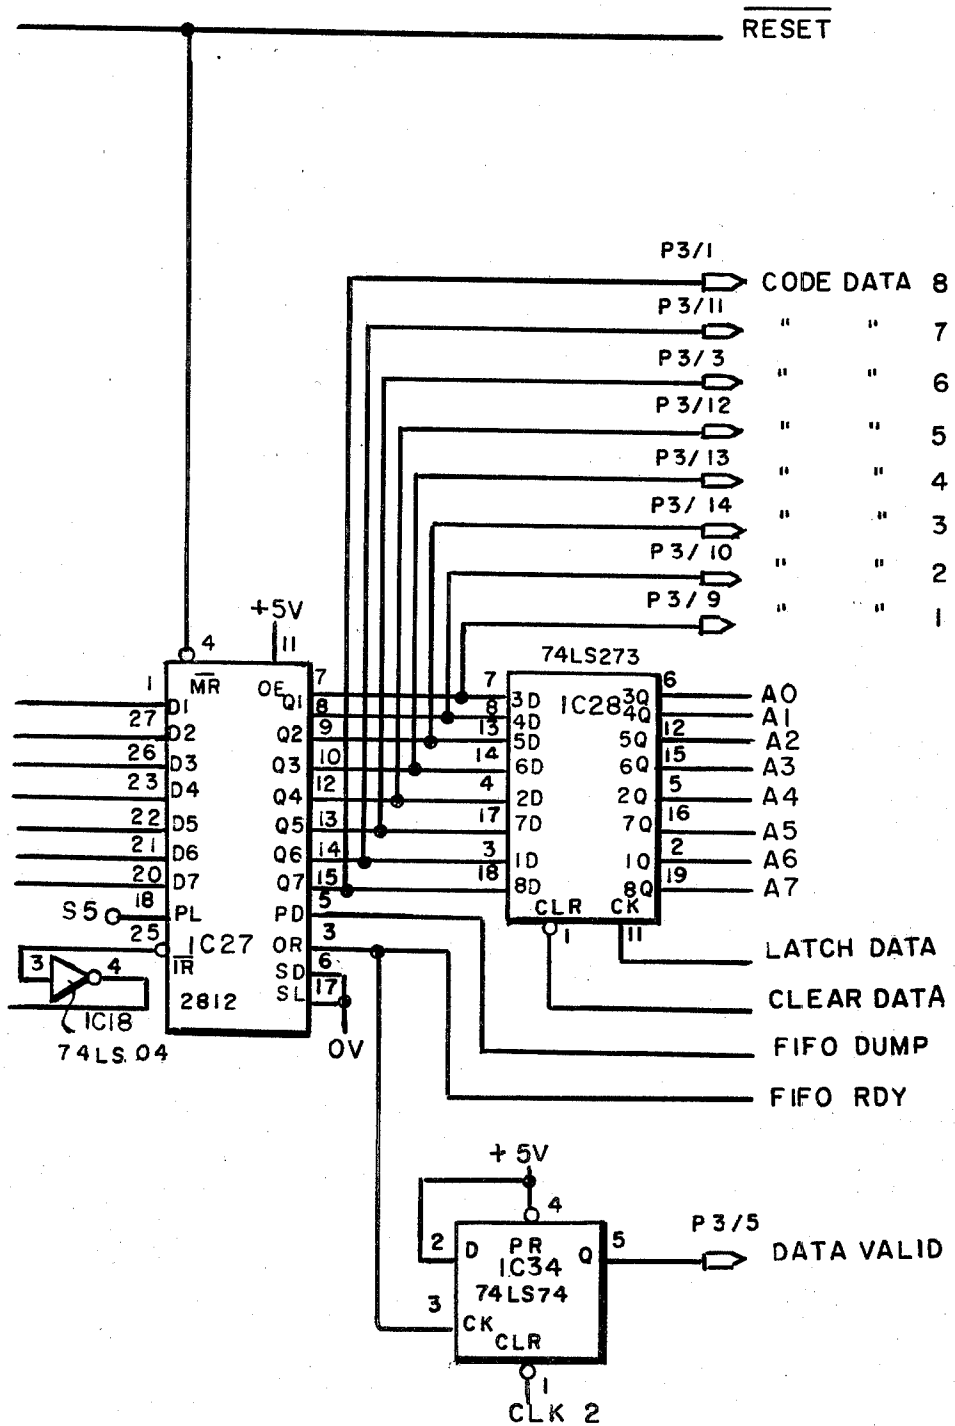 RESET
P3/1
CODE DATA 8
P3/11
" " 7
P3/3
" " 6
P3/12
" " 5
P3/13
" " 4
P3/14
" " 3
P3/10
" " 2
P3/9
" " 1
+5V
4
11
74LS273
1
MR
OE
7
7
IC28
6
D1
Q1
3D
3Q
A0
27
8
8
4D
4Q
A1
D2
Q2
9
13
5D
5Q
12
A2
26
D3
Q3
10
14
6D
6Q
15
A3
23
D4
Q4
12
4
2D
2Q
5
A4
22
D5
Q5
13
17
7D
7Q
16
A5
21
D6
Q6
14
3
1D
1Q
2
A6
20
D7
Q7
15
18
8D
8Q
19
A7
S5
18
PL
PD
5
CLR
CK
1
11
25
IR
IC27
OR
3
LATCH DATA
3
4
SD
6
2812
SL
17
CLEAR DATA
IC18
74LS04
0V
FIFO DUMP
FIFO RDY
+5V
4
P3/5
2
D
PR
Q
5
DATA VALID
IC34
74LS74
3
CK
CLR
1
CLK 2